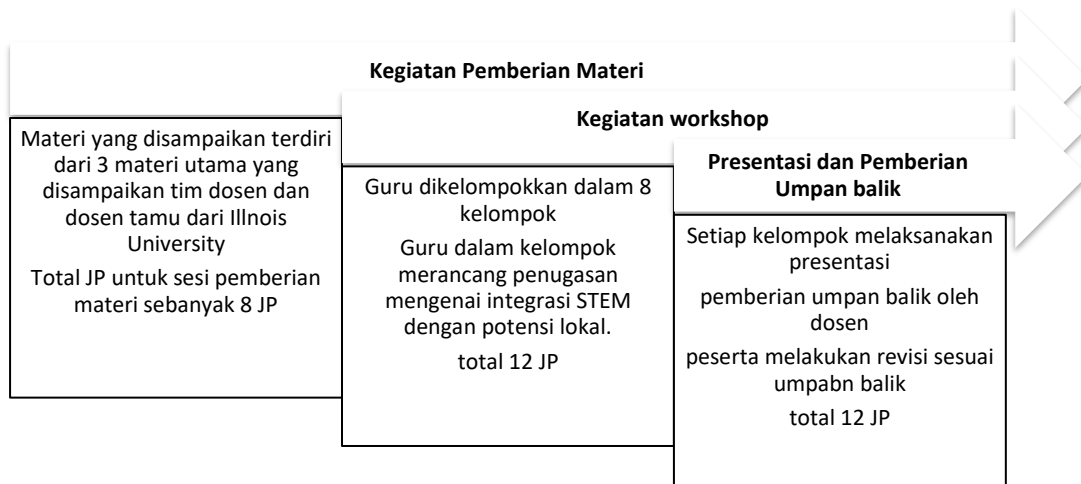 Kegiatan Pemberian Materi
Materi yang disampaikan terdiri
dari 3 materi utama yang
disampaikan tim dosen dan
dosen tamu dari Illnois
University
Total JP untuk sesi pemberian
materi sebanyak 8 JP
Kegiatan workshop
Guru dikelompokkan dalam 8
kelompok
Guru dalam kelompok
merancang penugasan
mengenai integrasi STEM
dengan potensi lokal.
total 12 JP
Presentasi dan Pemberian
Umpan balik
Setiap kelompok melaksanakan
presentasi
pemberian umpan balik oleh
dosen
peserta melakukan revisi sesuai
umpabn balik
total 12 JP